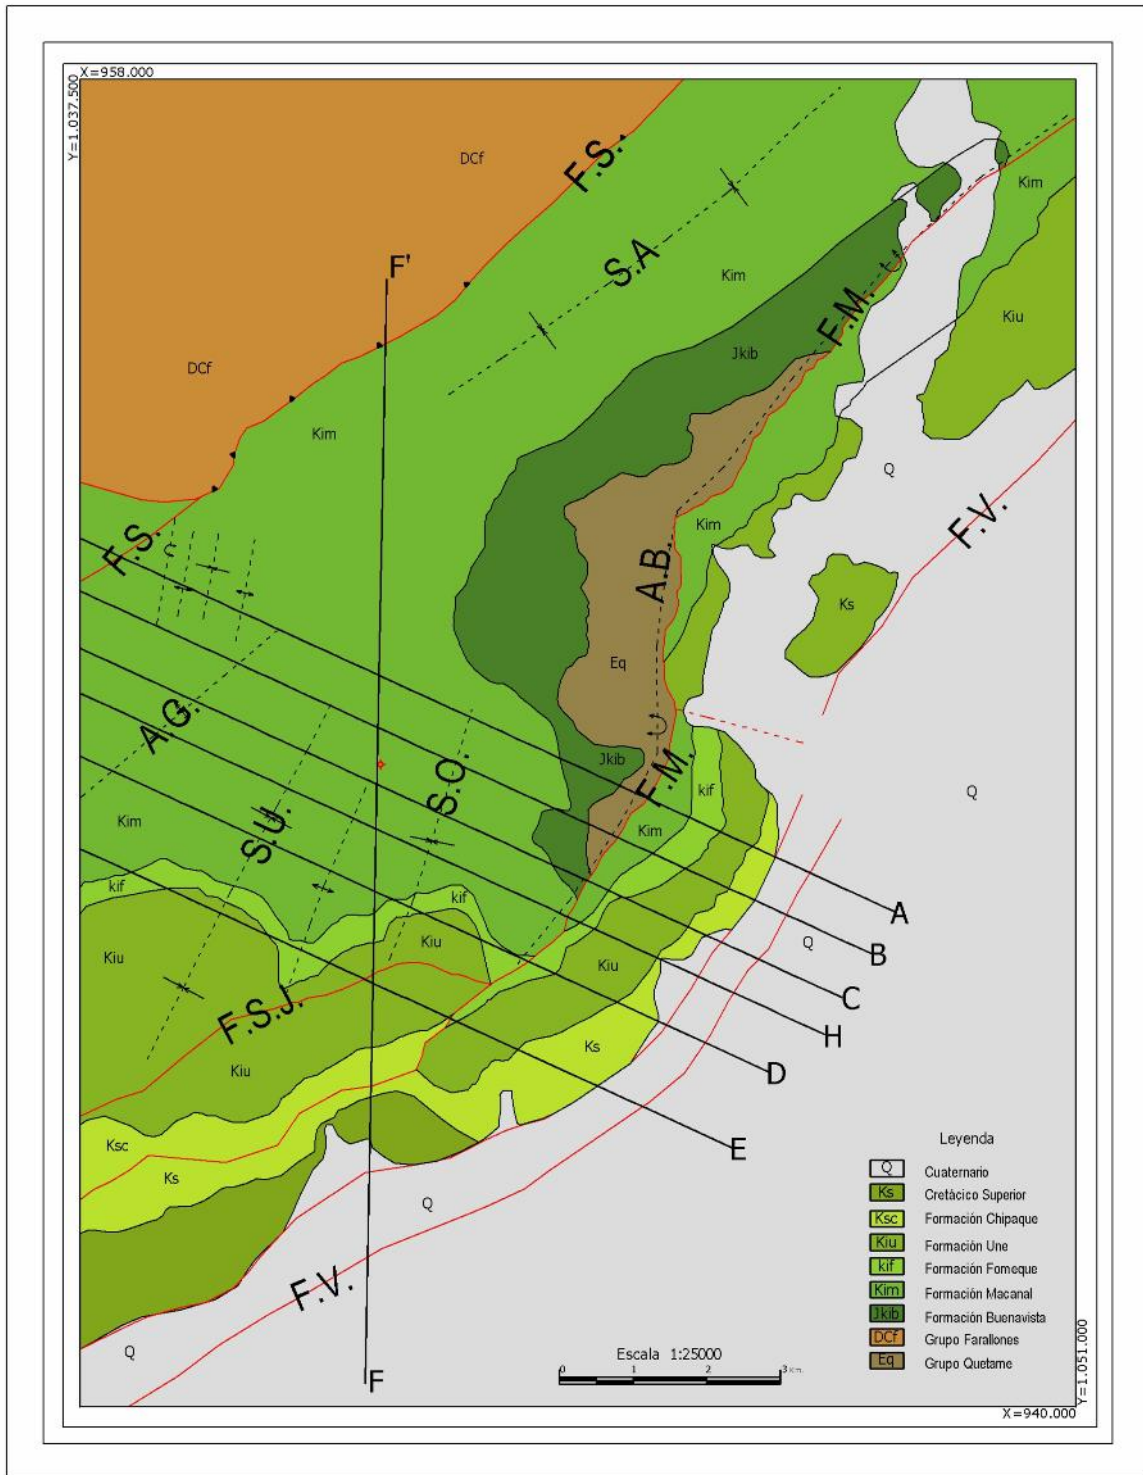 X=958.000
Y=1.037.500
DCf
F.S.
Kim
S.A
F'
Kim
Kiu
F.M.
Jkib
DCf
Kim
Q
F.V.
Kim
F.S.
A.B.
Ks
Eq
A.G.
Jkib
F.M.
S.O.
kif
Q
Kim
S.U.
Kim
kif
kif
A
Kiu
Q
B
Kiu
Kiu
C
F.S.J.
H
Ks
Kiu
D
Ksc
E
Ks
Q
F.V.
Q
F
Escala 1:25000
0 1 2 3 Km.
Leyenda
Q Cuaternario
Ks Cretácico Superior
Ksc Formación Chipaque
Kiu Formación Une
kif Formación Fomeque
Kim Formación Macanal
Jkib Formación Buenavista
DCf Grupo Farallones
Eq Grupo Quetame
Y=1.051.000
X=940.000